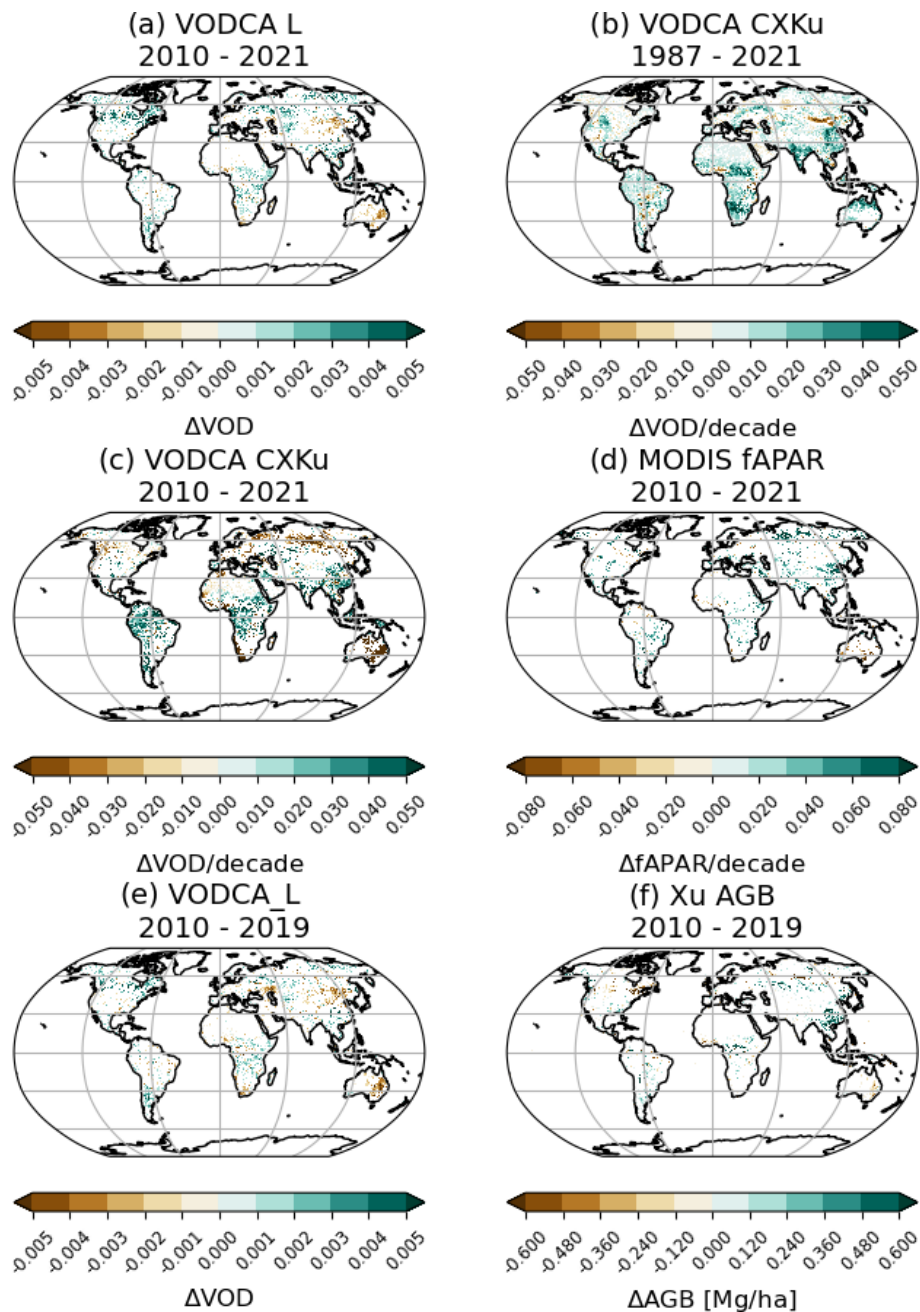 (a) VODCA L
2010 - 2021
(b) VODCA CXKu
1987 - 2021
-0.005 -0.004 -0.003 -0.002 -0.001 0.000 0.001 0.002 0.003 0.004 0.005
ΔVOD
-0.050 -0.040 -0.030 -0.020 -0.010 0.000 0.010 0.020 0.030 0.040 0.050
ΔVOD/decade
(c) VODCA CXKu
2010 - 2021
(d) MODIS fAPAR
2010 - 2021
-0.050 -0.040 -0.030 -0.020 -0.010 0.000 0.010 0.020 0.030 0.040 0.050
ΔVOD/decade
-0.080 -0.060 -0.040 -0.020 0.000 0.020 0.040 0.060 0.080
ΔfAPAR/decade
(e) VODCA_L
2010 - 2019
(f) Xu AGB
2010 - 2019
-0.005 -0.004 -0.003 -0.002 -0.001 0.000 0.001 0.002 0.003 0.004 0.005
ΔVOD
-0.600 -0.480 -0.360 -0.240 -0.120 0.000 0.120 0.240 0.360 0.480 0.600
ΔAGB [Mg/ha]